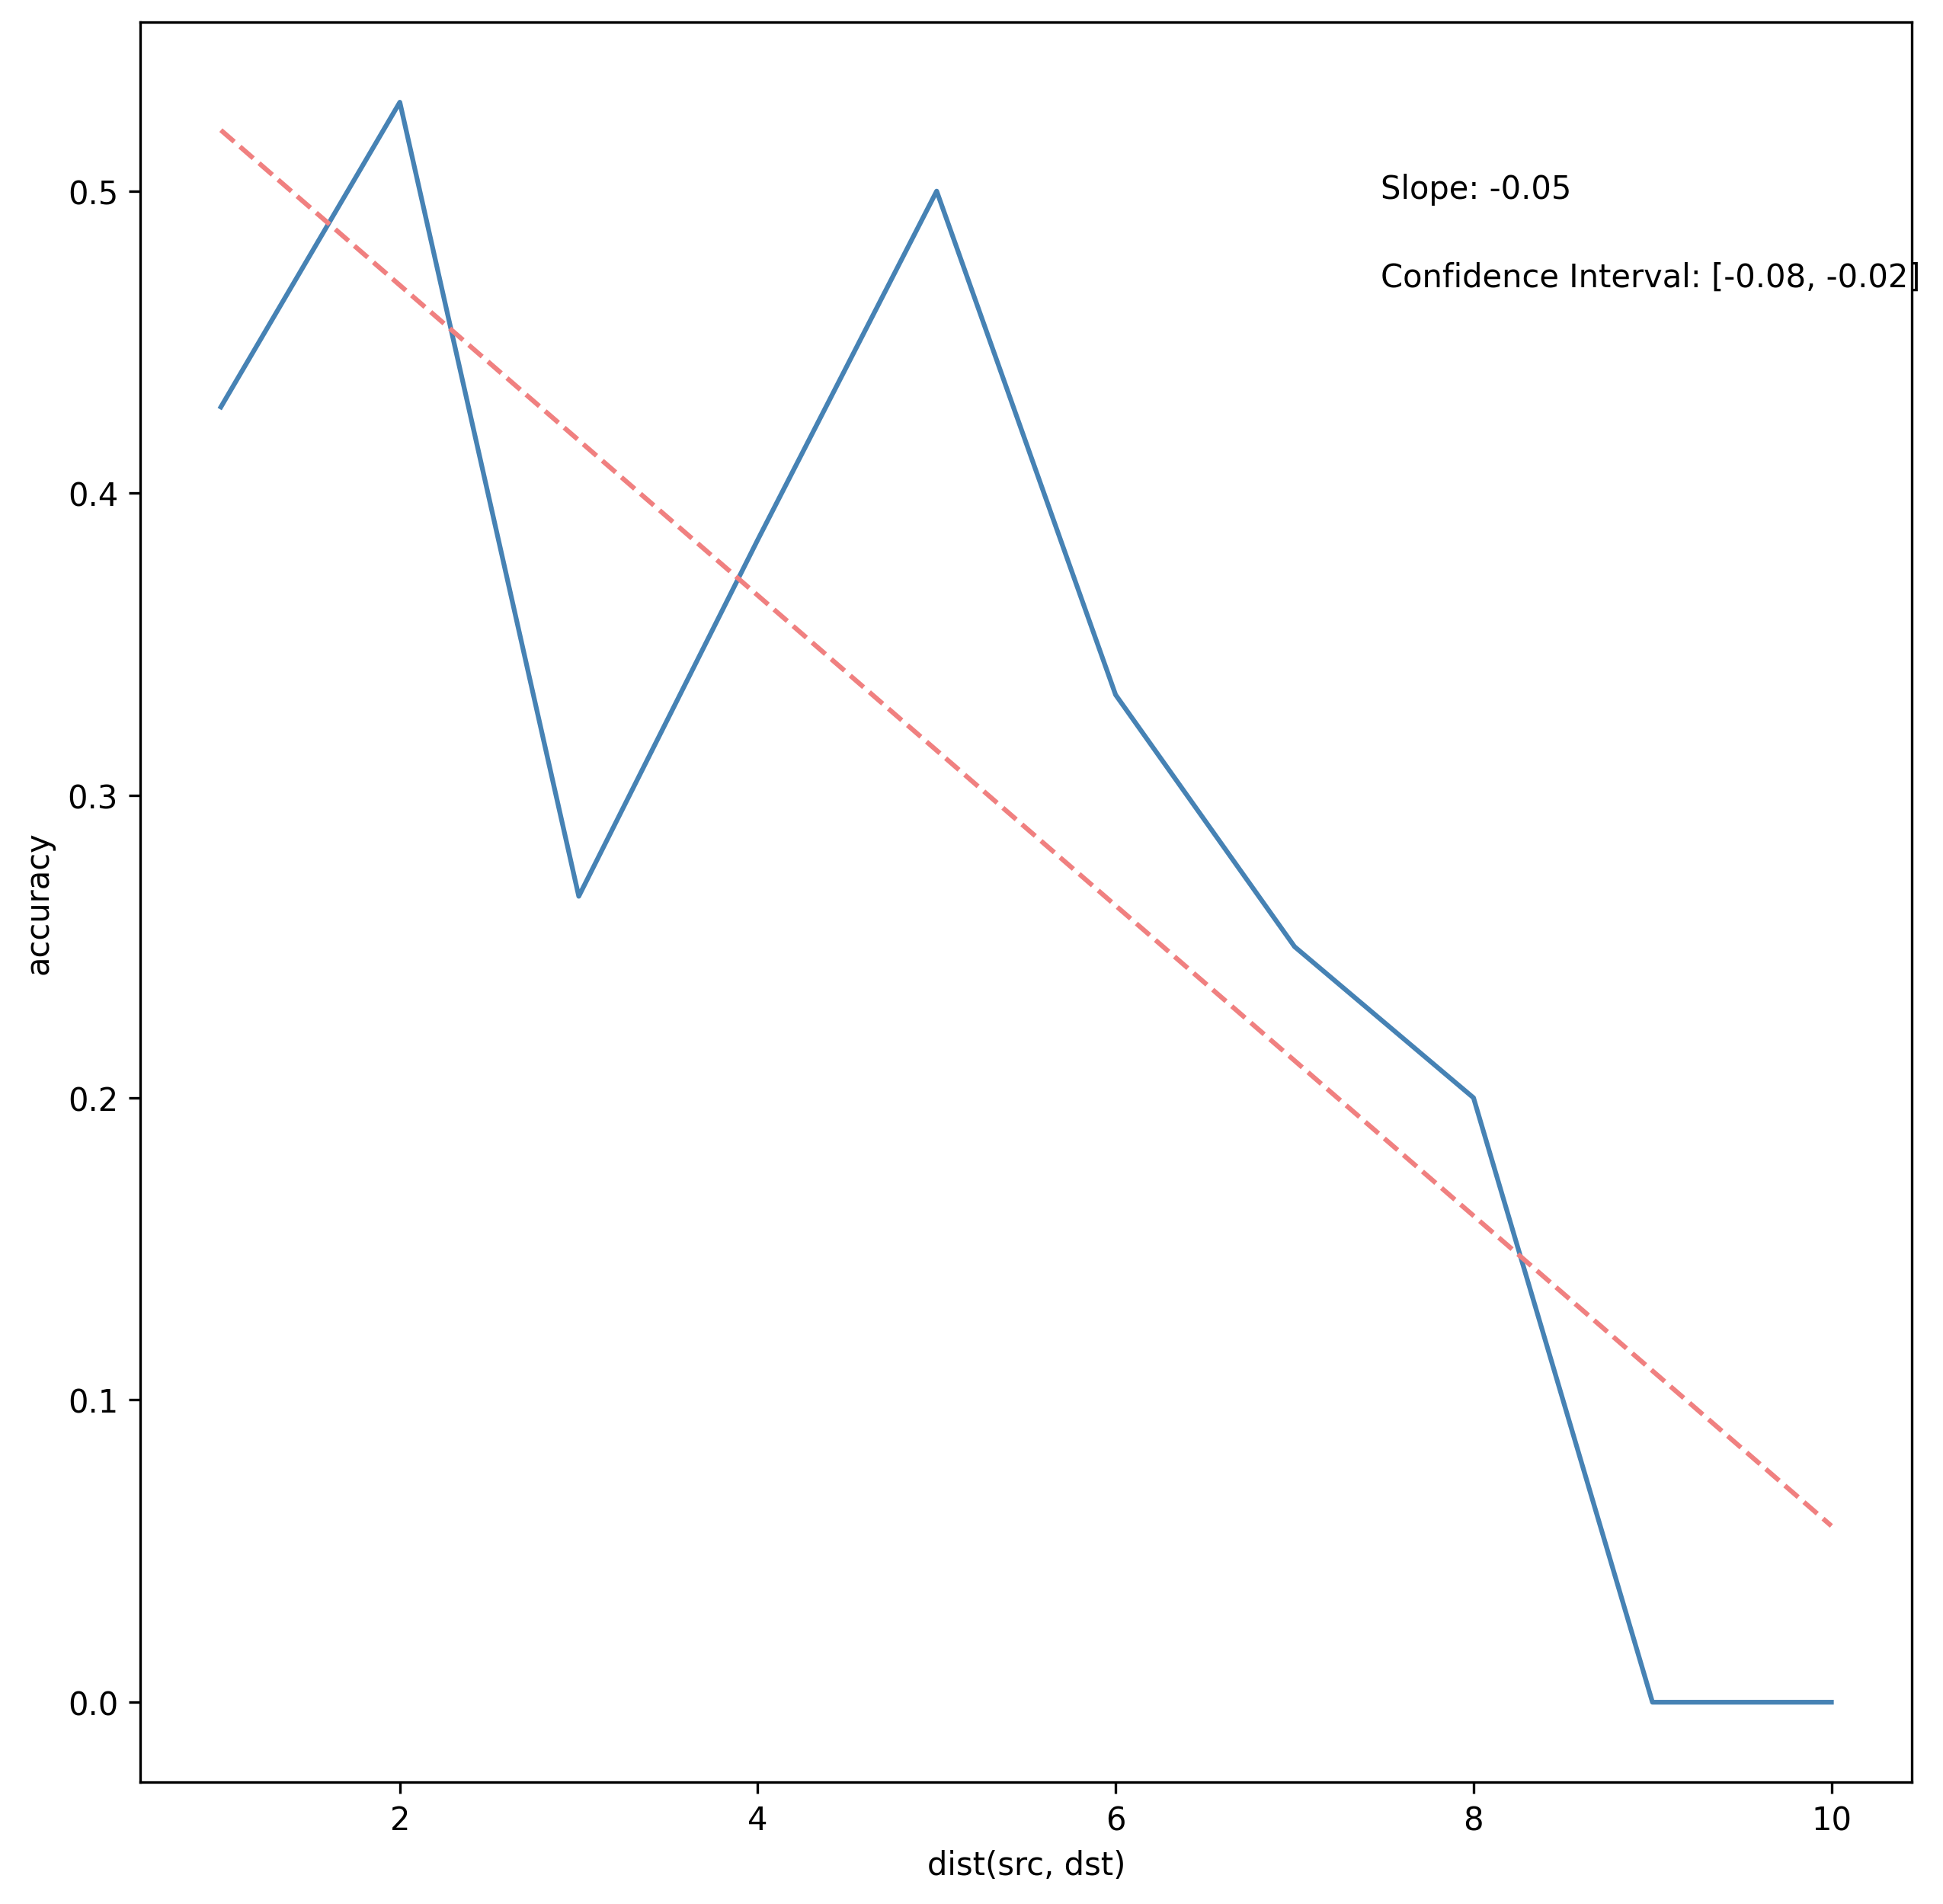 Slope: -0.05
Confidence Interval: [-0.08, -0.02]
0.5
0.4
0.3
0.2
0.1
0.0
accuracy
2 4 6 8 10
dist(src, dst)